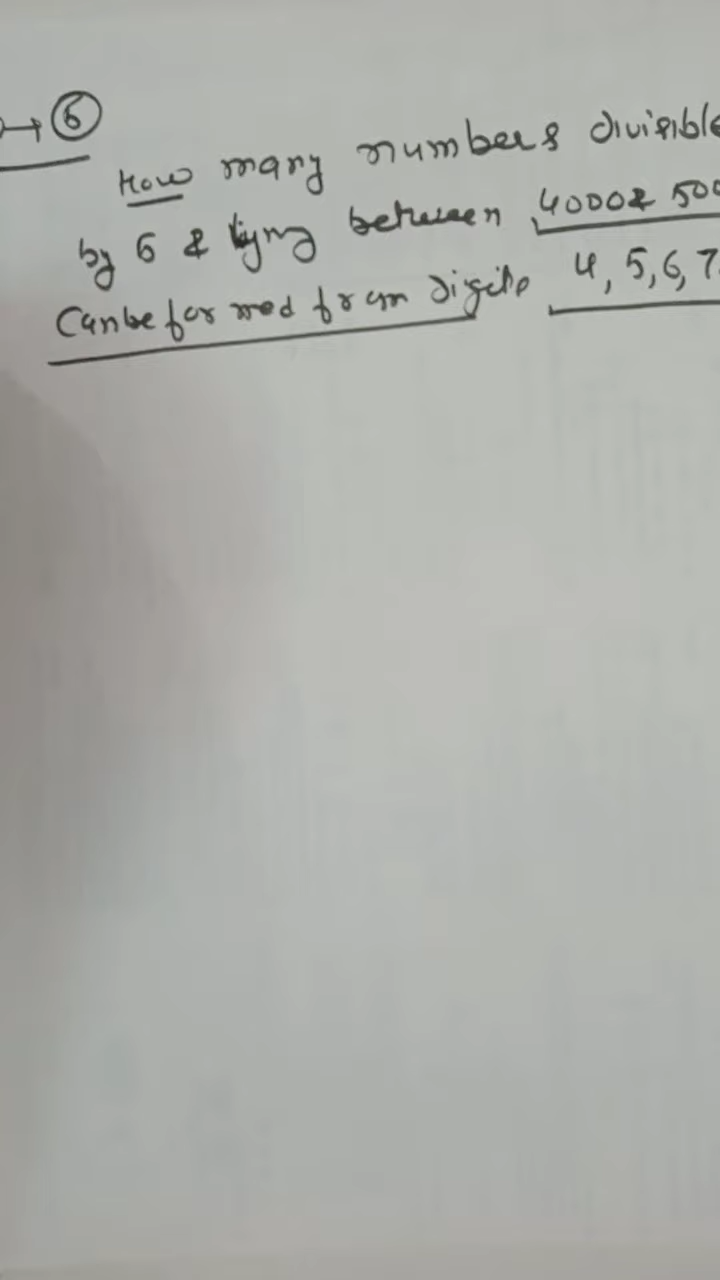 → 6
How many numbers divisible
by 6 & lying between 4000 & 500
Can be formed from digits 4, 5, 6, 7